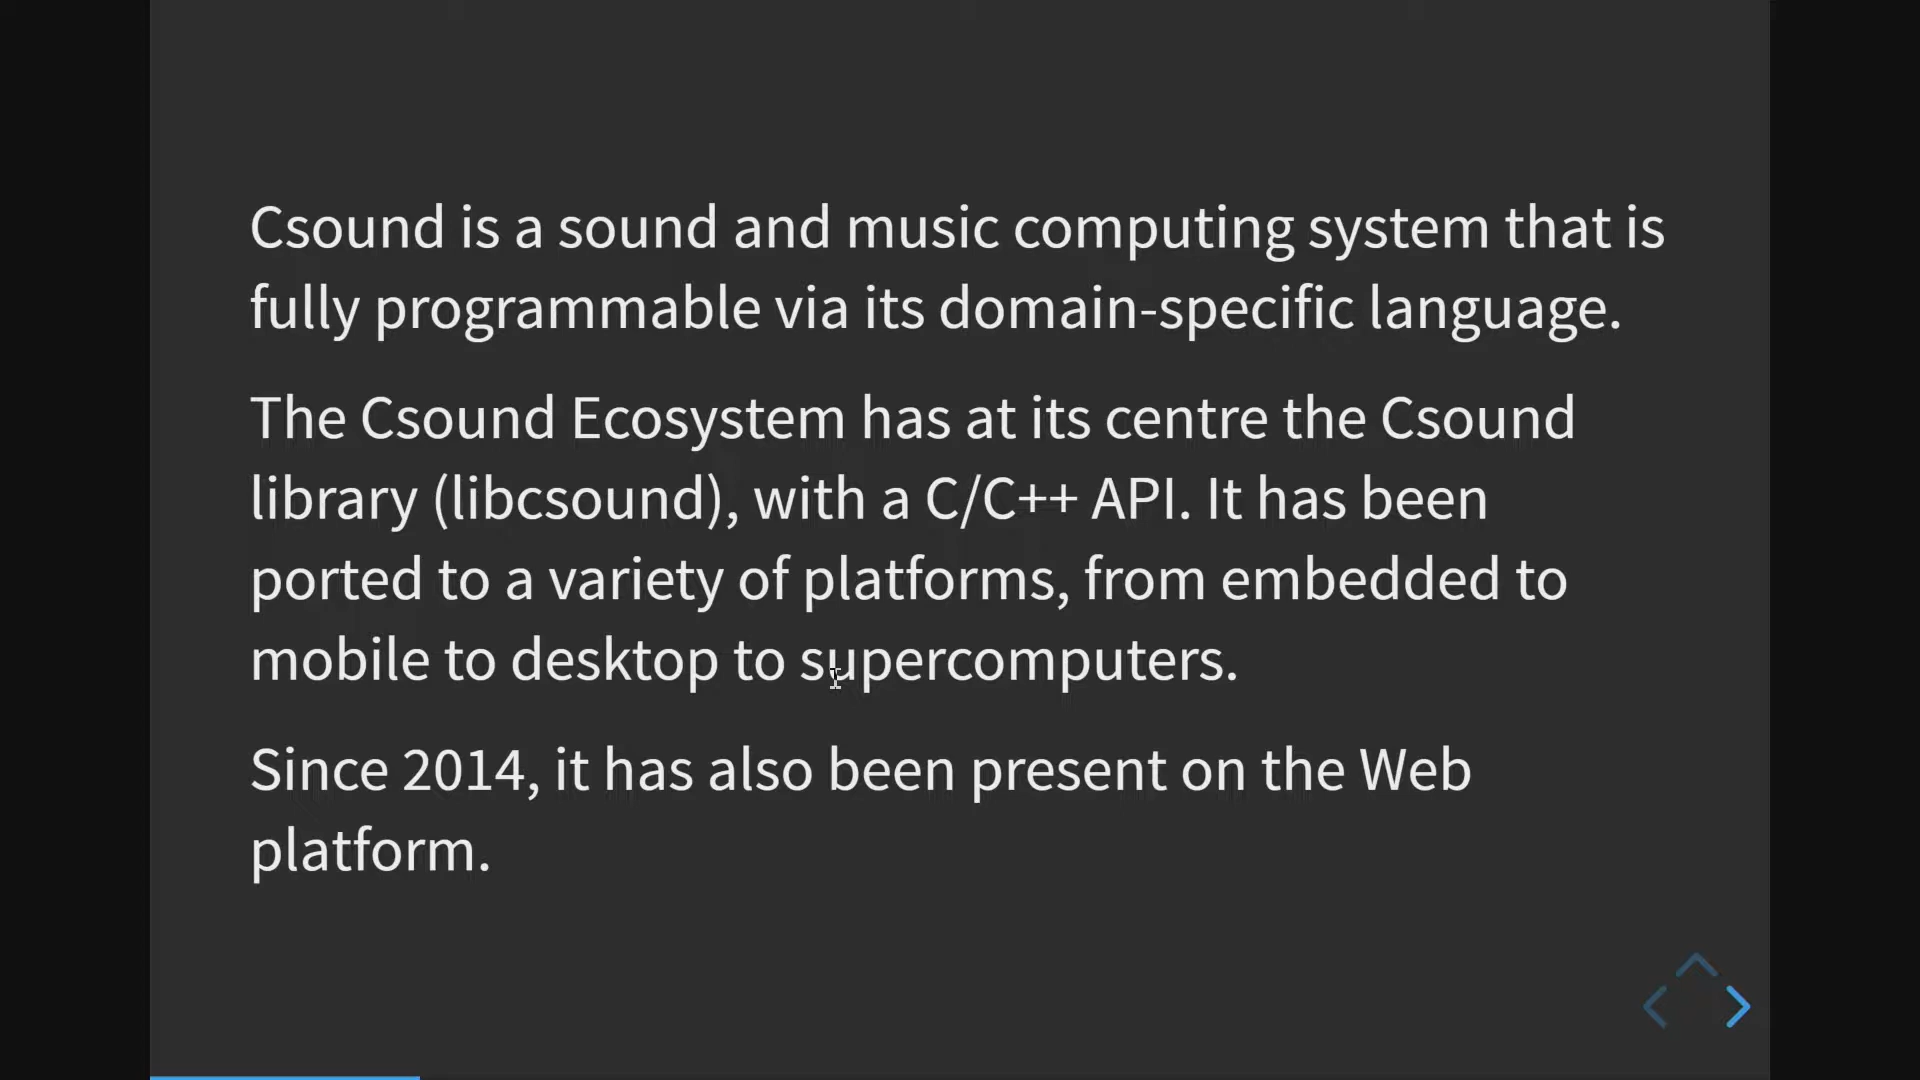 Csound is a sound and music computing system that is
fully programmable via its domain-specific language.
The Csound Ecosystem has at its centre the Csound
library (libcsound), with a C/C++ API. It has been
ported to a variety of platforms, from embedded to
mobile to desktop to supercomputers.
Since 2014, it has also been present on the Web
platform.